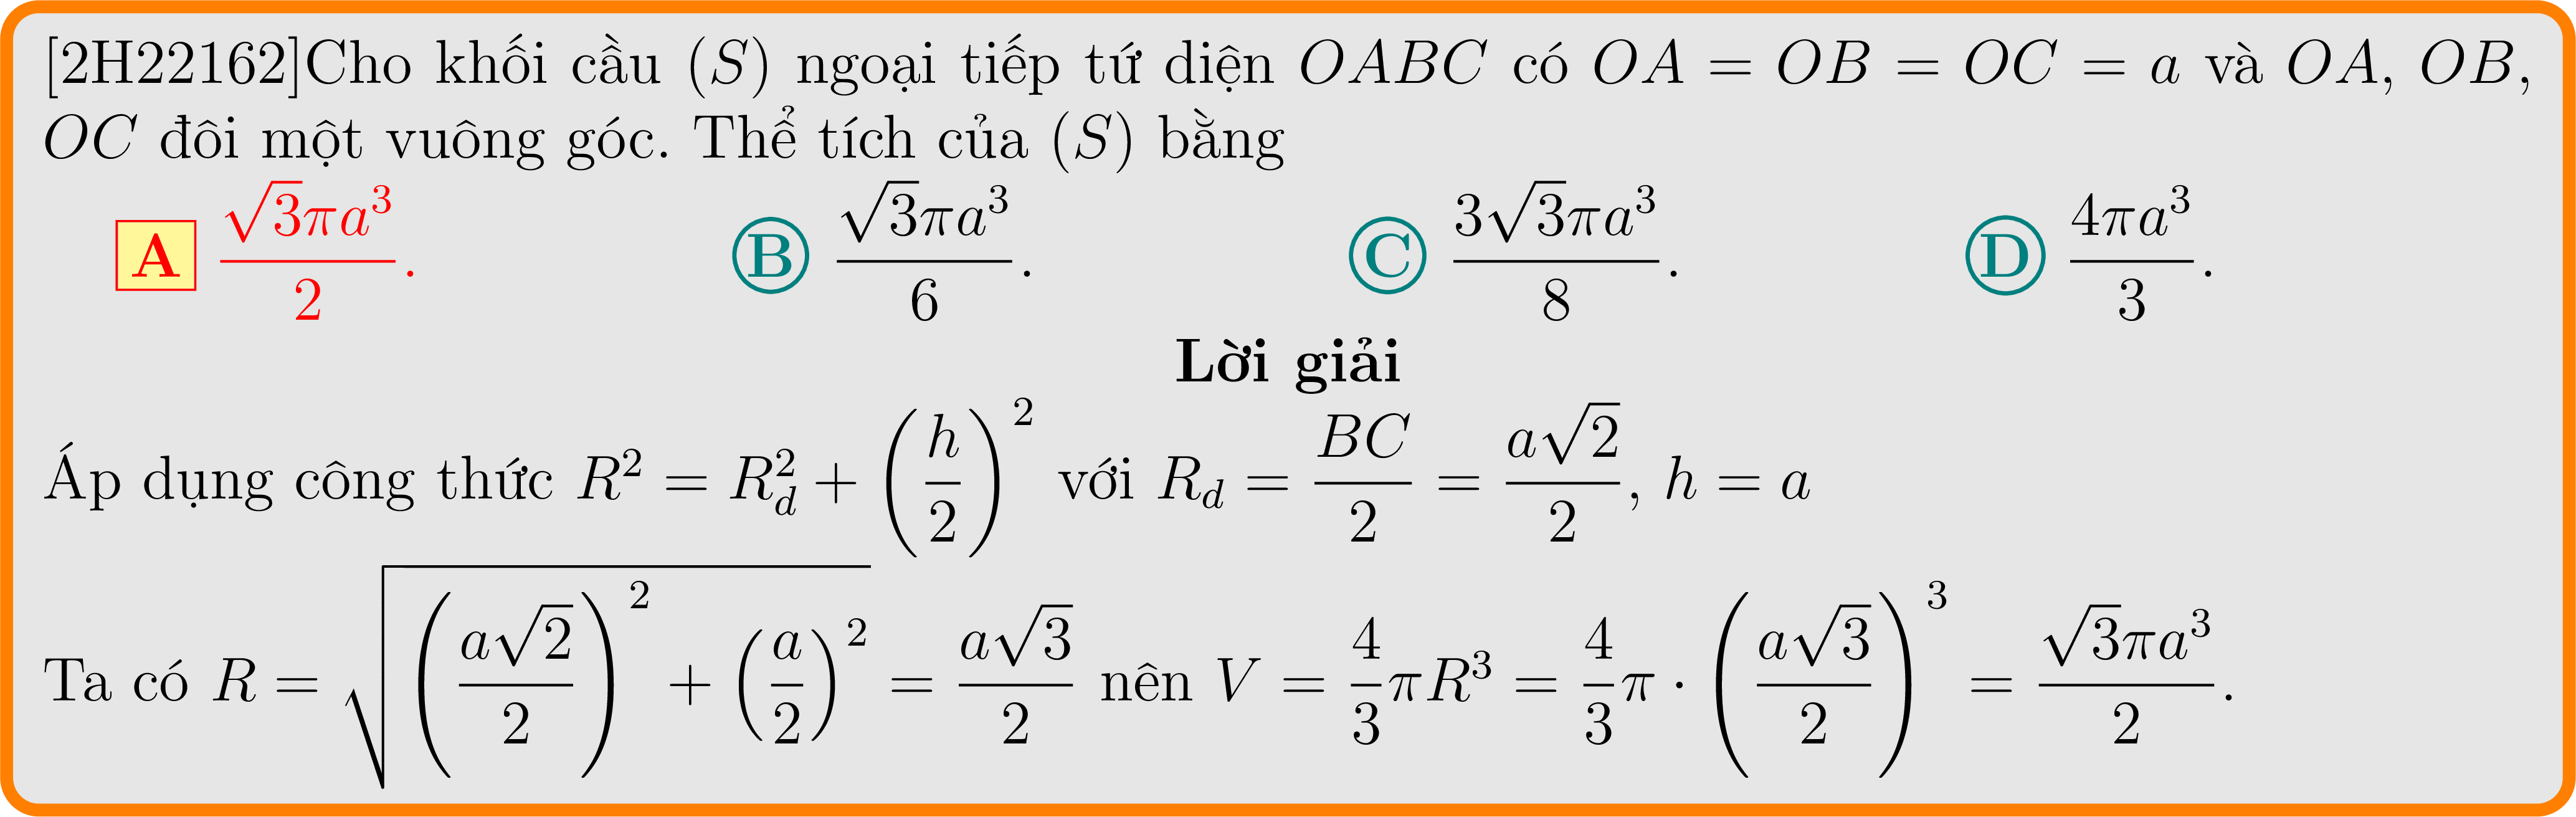 [2H22162]Cho khối cầu (S) ngoại tiếp tứ diện OABC có OA = OB = OC = a và OA, OB,
OC đôi một vuông góc. Thể tích của (S) bằng
A $\frac{\sqrt{3}\pi a^3}{2}$. B $\frac{\sqrt{3}\pi a^3}{6}$. C $\frac{3\sqrt{3}\pi a^3}{8}$. D $\frac{4\pi a^3}{3}$.
Lời giải
Áp dụng công thức $R^2 = R_d^2 + \left(\frac{h}{2}\right)^2$ với $R_d = \frac{BC}{2} = \frac{a\sqrt{2}}{2}$, $h = a$
Ta có $R = \sqrt{\left(\frac{a\sqrt{2}}{2}\right)^2 + \left(\frac{a}{2}\right)^2} = \frac{a\sqrt{3}}{2}$ nên $V = \frac{4}{3}\pi R^3 = \frac{4}{3}\pi \cdot \left(\frac{a\sqrt{3}}{2}\right)^3 = \frac{\sqrt{3}\pi a^3}{2}$.